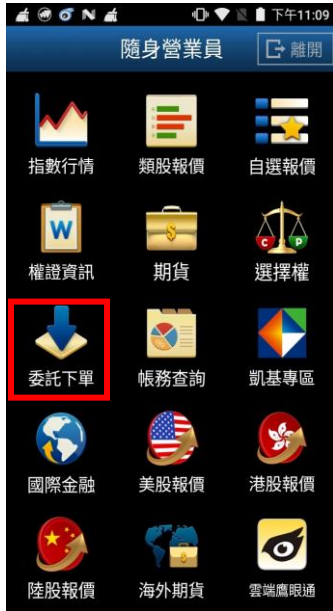 下午11:09
隨身營業員
離開
指數行情 類股報價 自選報價
W $ C P
權證資訊 期貨 選擇權
委託下單 帳務查詢 凱基專區
國際金融 美股報價 港股報價
陸股報價 海外期貨 雲端鷹眼通